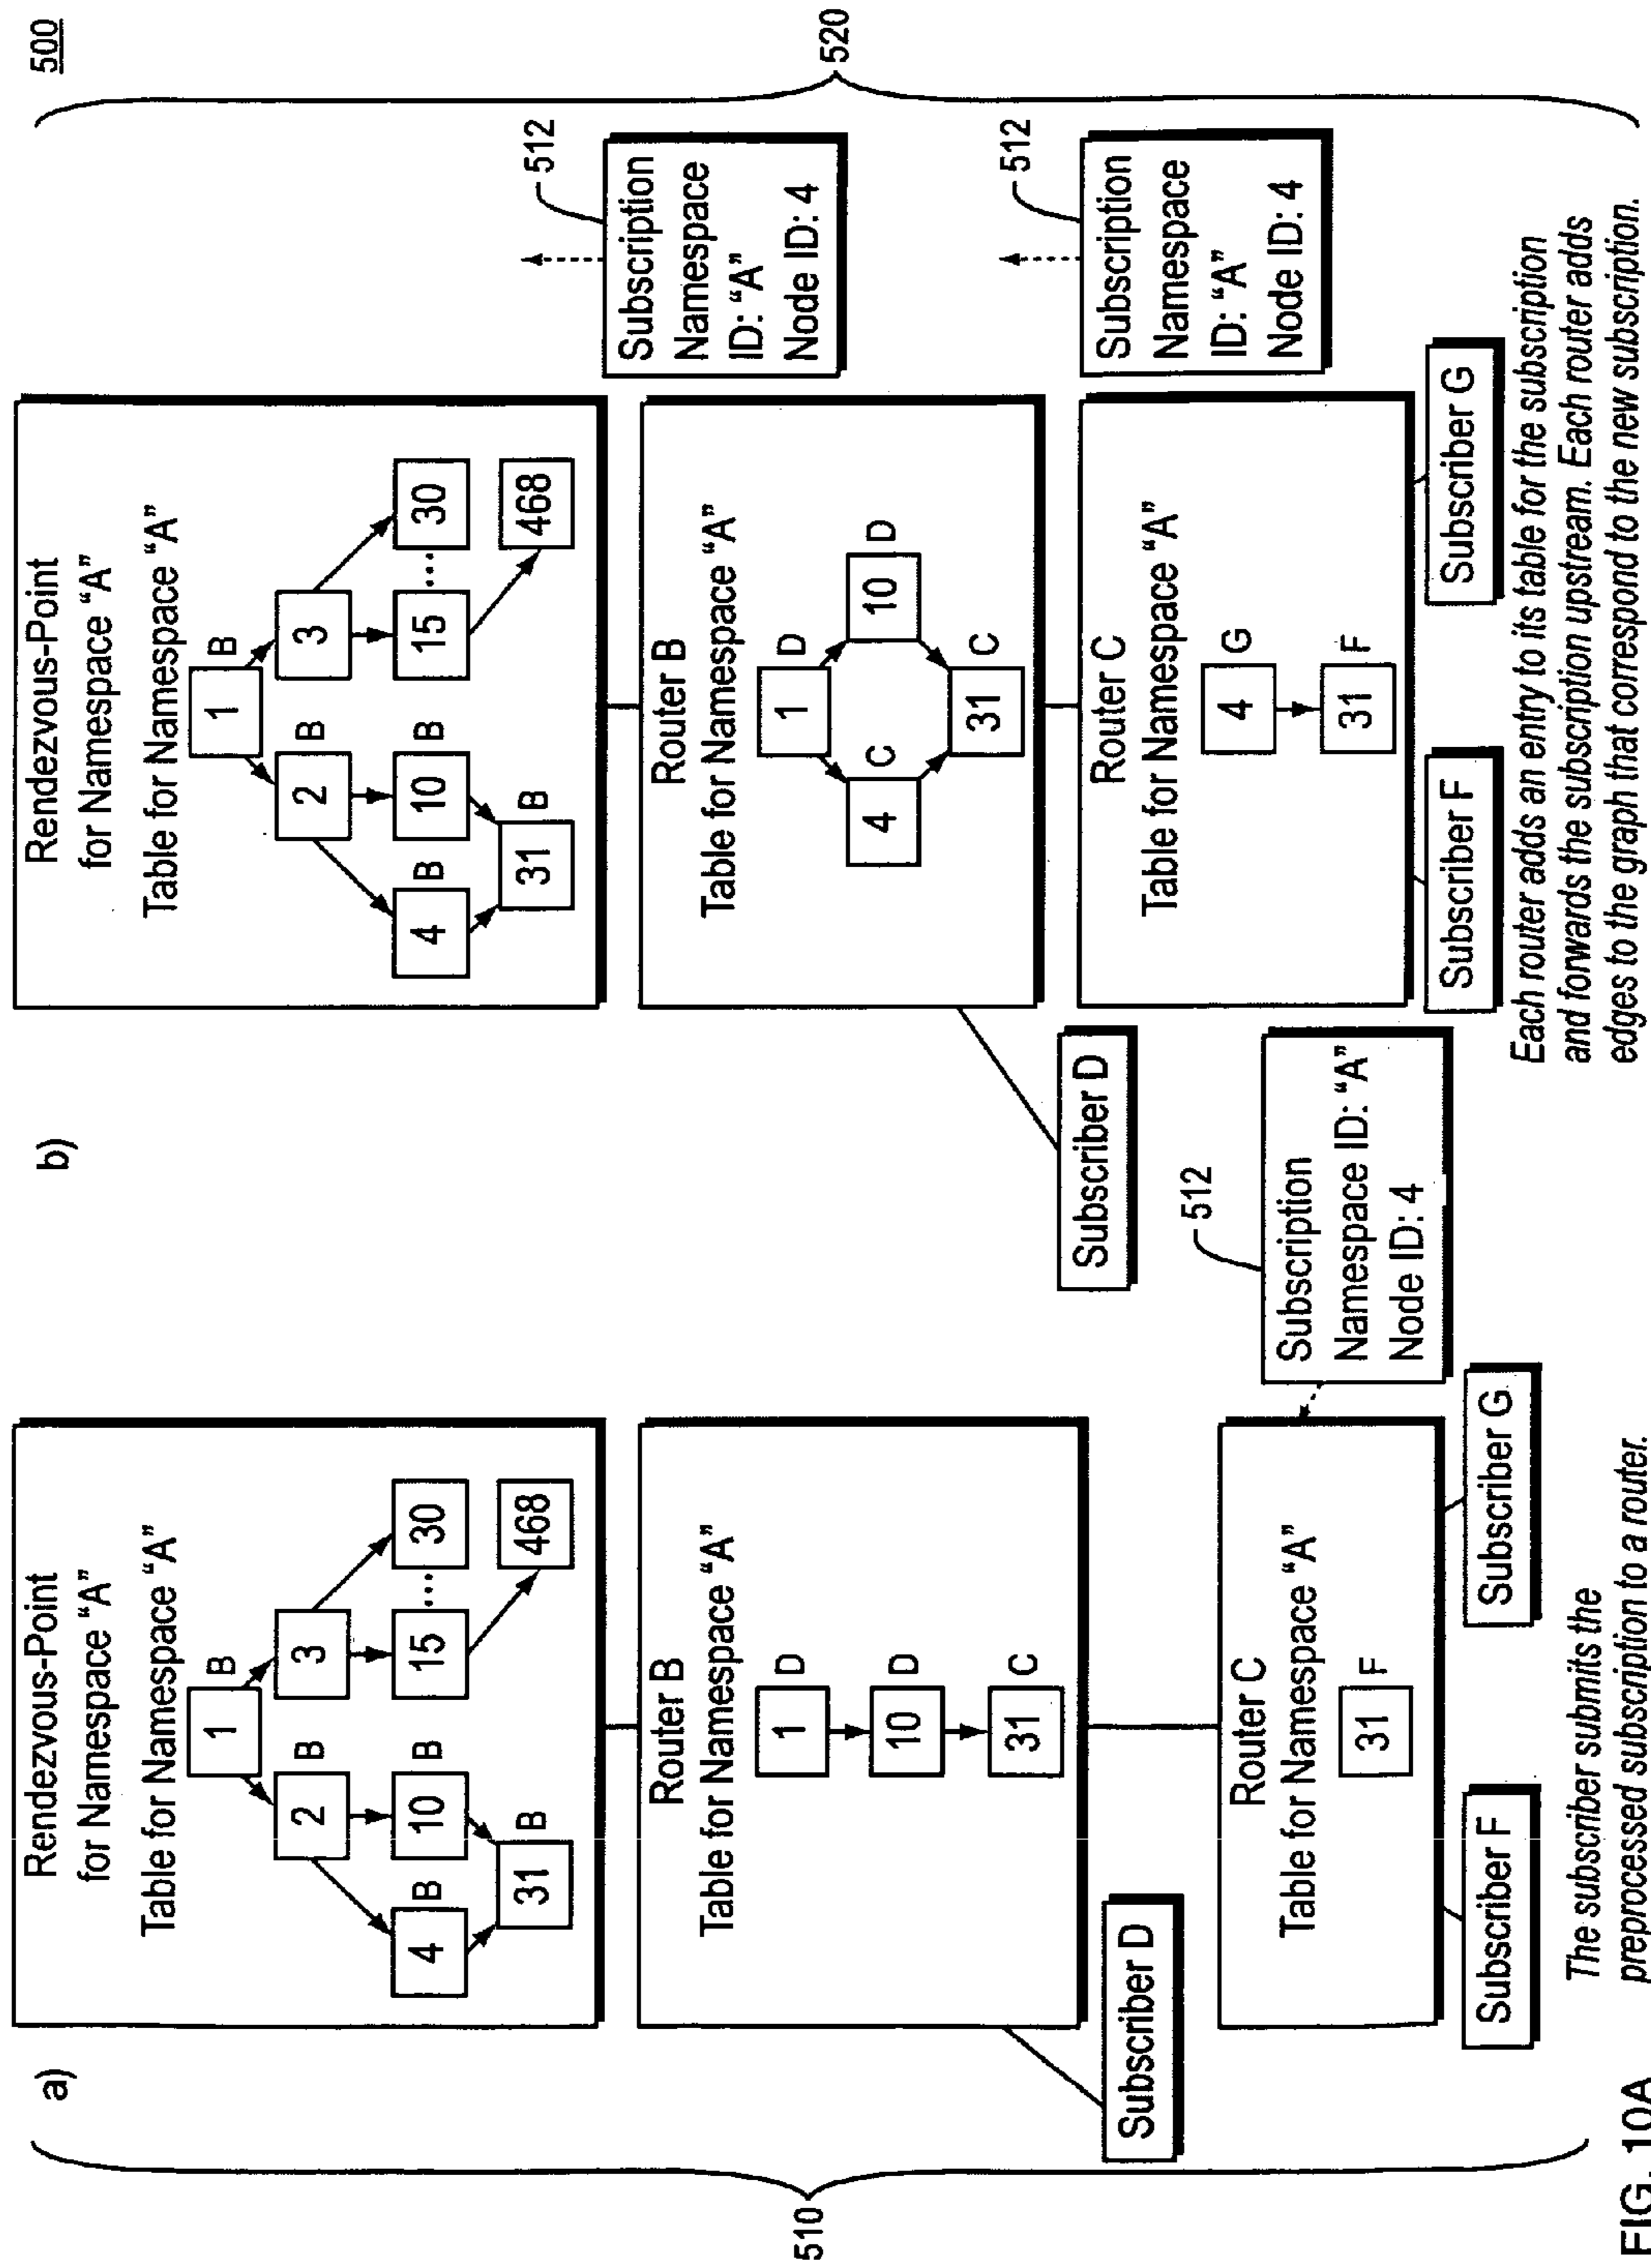 500
a)
510
Rendezvous-Point
for Namespace "A"
Table for Namespace "A"
1 B
2 B
3
4 B
10 B
15
...
30
31 B
468
Router B
Table for Namespace "A"
1 D
10 D
31 C
Subscriber D
Router C
Table for Namespace "A"
31 F
Subscriber F
Subscriber G
512
Subscription
Namespace ID: "A"
Node ID: 4
The subscriber submits the
preprocessed subscription to a router.
b)
520
Rendezvous-Point
for Namespace "A"
Table for Namespace "A"
1 B
2 B
3
4 B
10 B
15
...
30
31 B
468
512
Subscription
Namespace
ID: "A"
Node ID: 4
Router B
Table for Namespace "A"
1 D
4 C
10 D
31 C
Subscriber D
512
Subscription
Namespace
ID: "A"
Node ID: 4
Router C
Table for Namespace "A"
4 G
31 F
Subscriber F
Subscriber G
Each router adds an entry to its table for the subscription
and forwards the subscription upstream. Each router adds
edges to the graph that correspond to the new subscription.
FIG. 10A